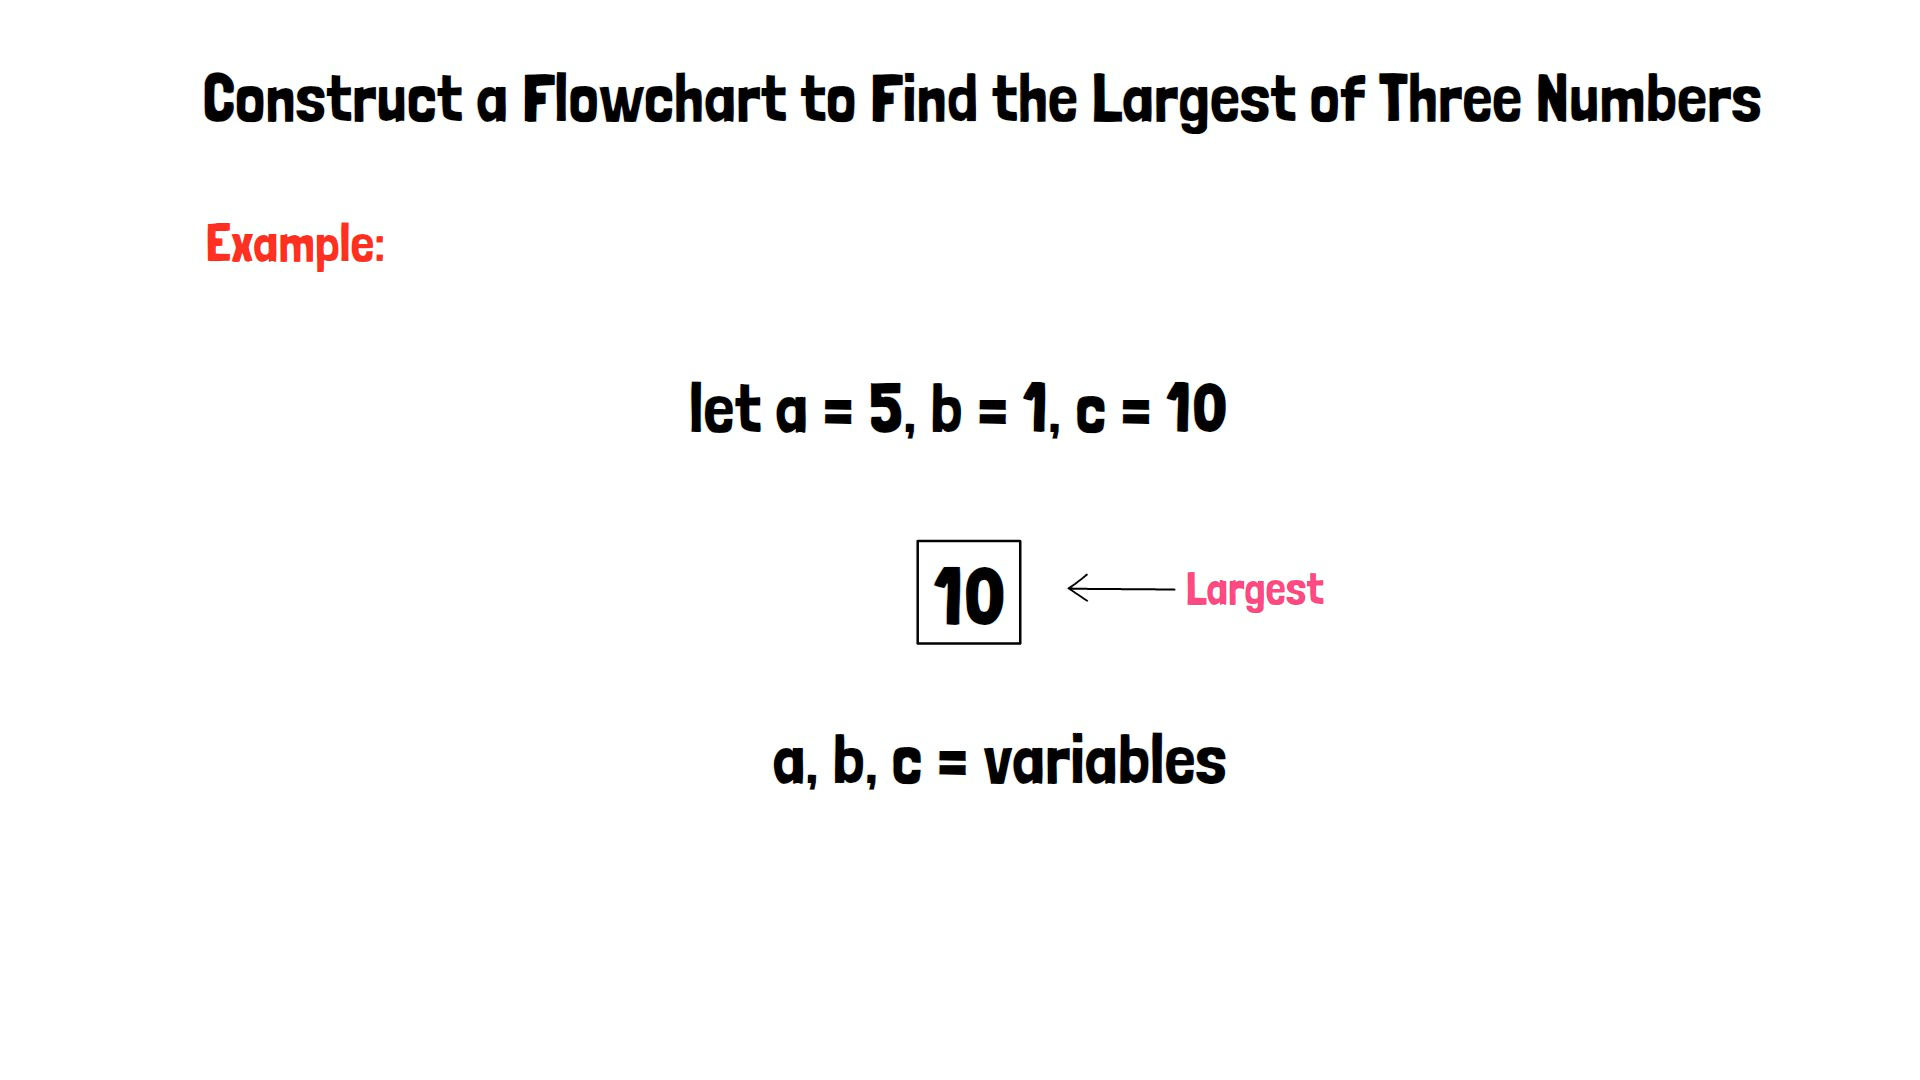 Construct a Flowchart to Find the Largest of Three Numbers
Example:
let a = 5, b = 1, c = 10
10
Largest
a, b, c = variables